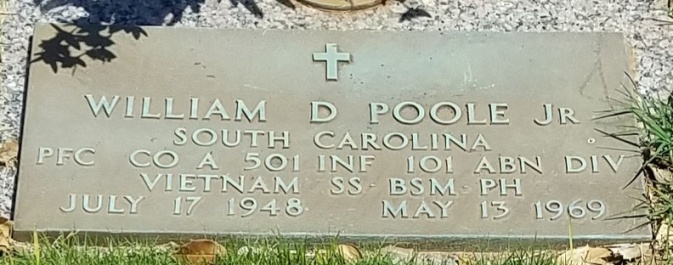 WILLIAM D POOLE JR
SOUTH CAROLINA
PFC CO A 501 INF 101 ABN DIV
VIETNAM SS - BSM - PH
JULY 17 1948 MAY 13 1969